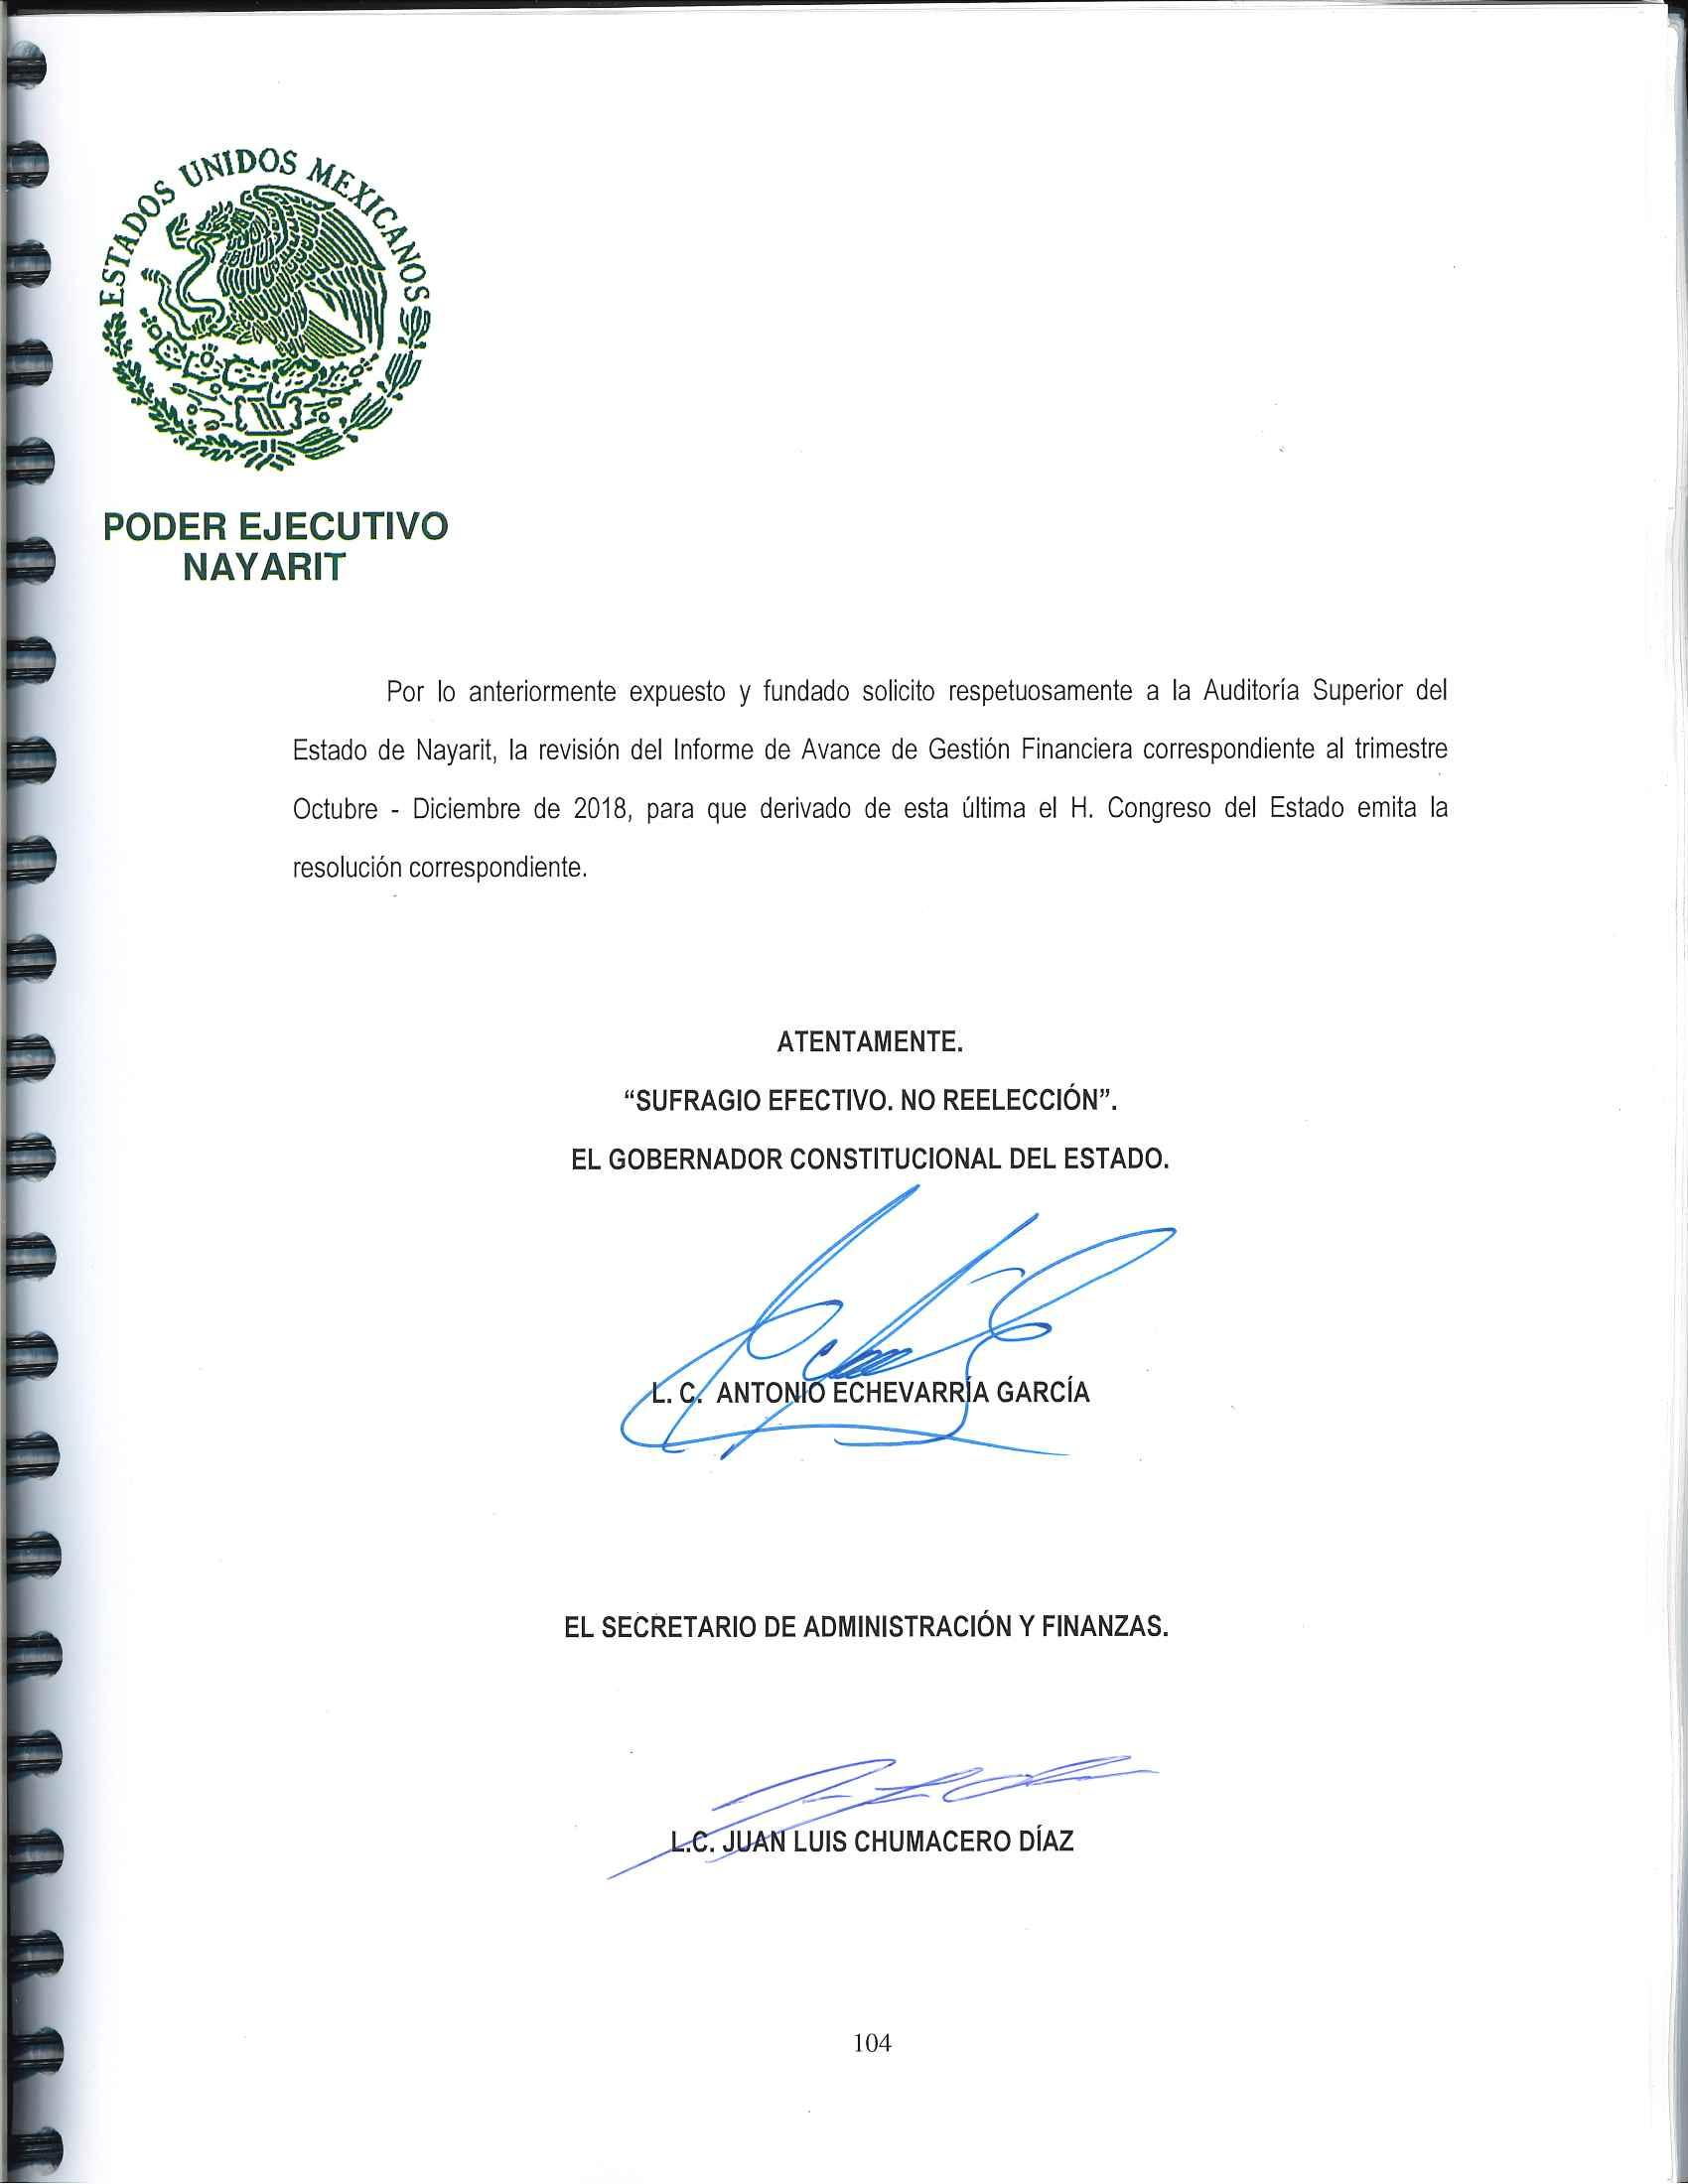 ESTADOS UNIDOS MEXICANOS
PODER EJECUTIVO
NAYARIT
Por lo anteriormente expuesto y fundado solicito respetuosamente a la Auditoría Superior del
Estado de Nayarit, la revisión del Informe de Avance de Gestión Financiera correspondiente al trimestre
Octubre - Diciembre de 2018, para que derivado de esta última el H. Congreso del Estado emita la
resolución correspondiente.
ATENTAMENTE.
“SUFRAGIO EFECTIVO. NO REELECCIÓN”.
EL GOBERNADOR CONSTITUCIONAL DEL ESTADO.
L. C. ANTONIO ECHEVARRÍA GARCÍA
EL SECRETARIO DE ADMINISTRACIÓN Y FINANZAS.
L.C. JUAN LUIS CHUMACERO DÍAZ
104